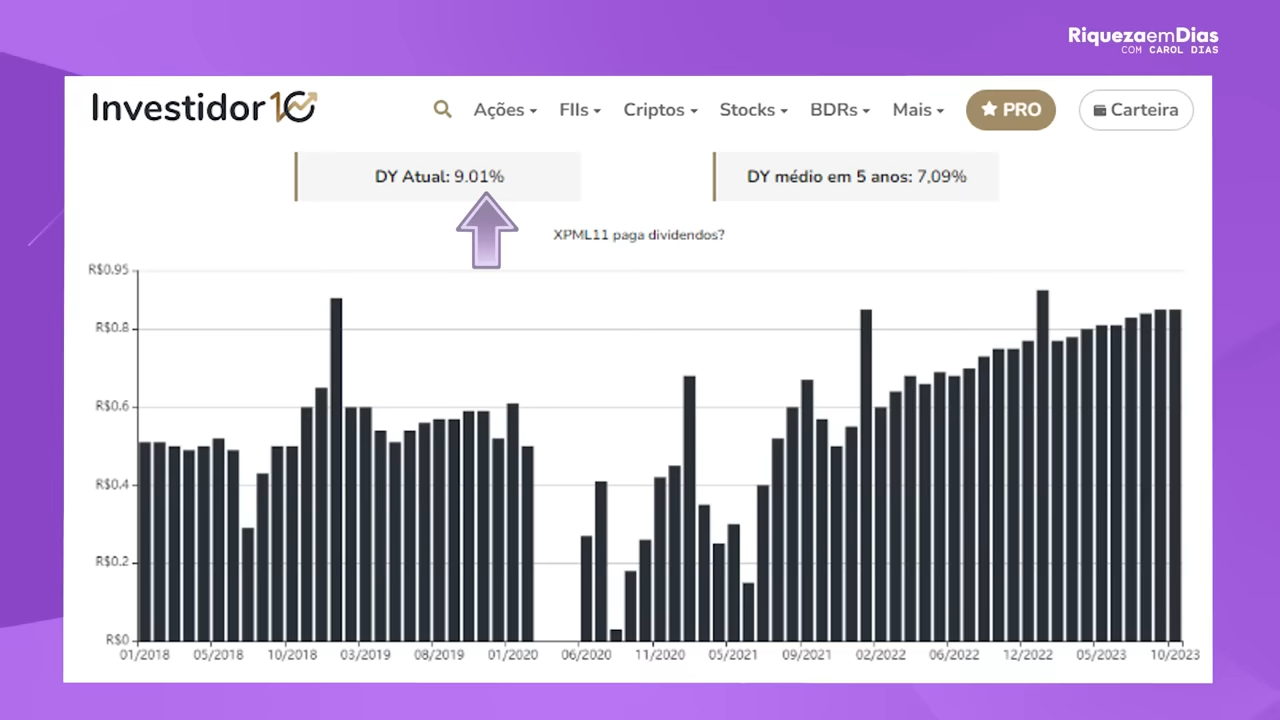 RiquezaemDias
COM CAROL DIAS
Investidor10
Ações FIIs Criptos Stocks BDRs Mais PRO Carteira
DY Atual: 9.01% DY médio em 5 anos: 7,09%
XPML11 paga dividendos?
R$0.95
R$0.8
R$0.6
R$0.4
R$0.2
R$0
01/2018 05/2018 10/2018 03/2019 08/2019 01/2020 06/2020 11/2020 05/2021 09/2021 02/2022 06/2022 12/2022 05/2023 10/2023